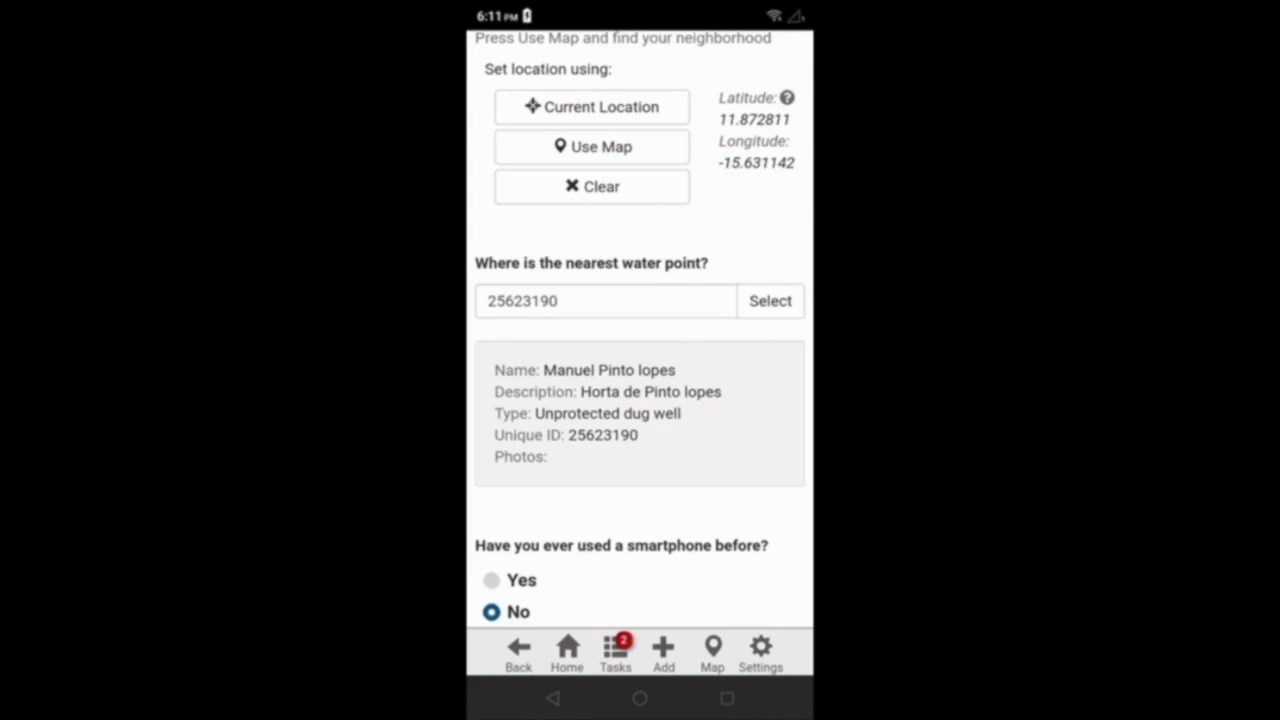 6:11 PM
Press Use Map and find your neighborhood
Set location using:
Current Location
Use Map
Clear
Latitude:
11.872811
Longitude:
-15.631142
Where is the nearest water point?
25623190 Select
Name: Manuel Pinto lopes
Description: Horta de Pinto lopes
Type: Unprotected dug well
Unique ID: 25623190
Photos:
Have you ever used a smartphone before?
Yes
No
2
Back Home Tasks Add Map Settings